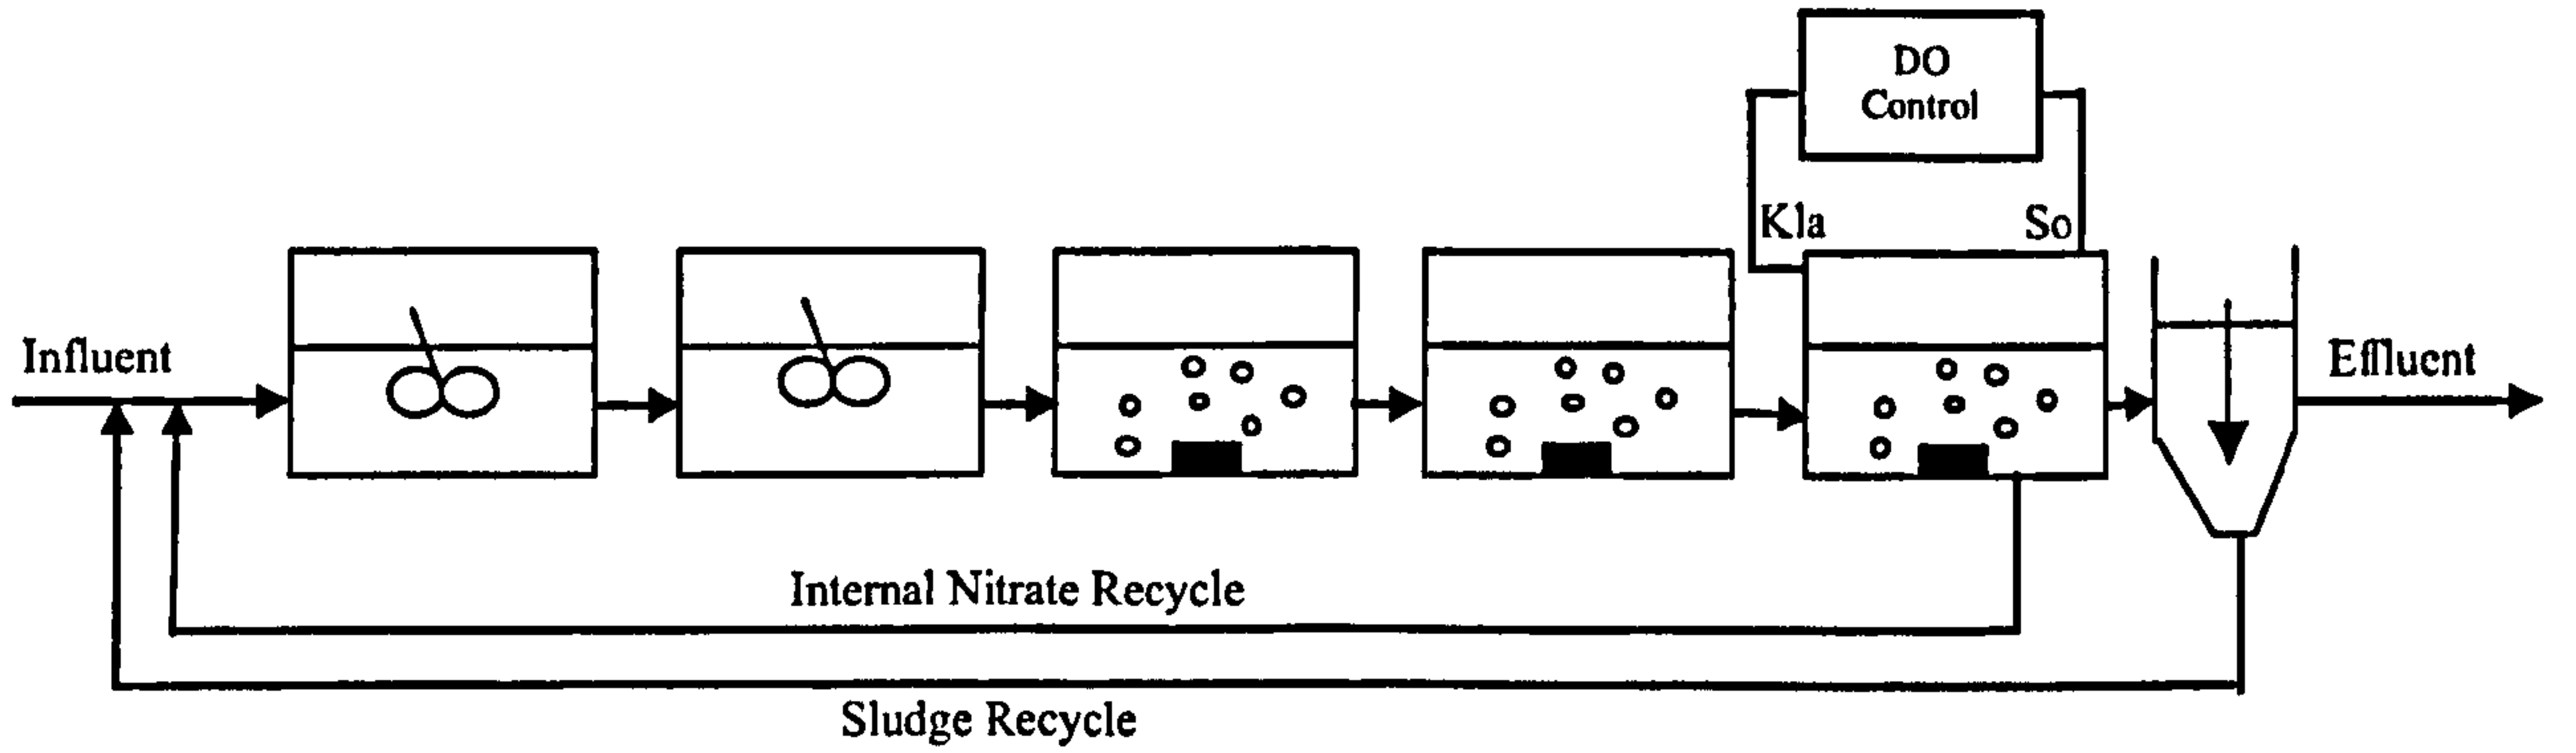 DO
Control
Kla
So
Influent
Effluent
Internal Nitrate Recycle
Sludge Recycle